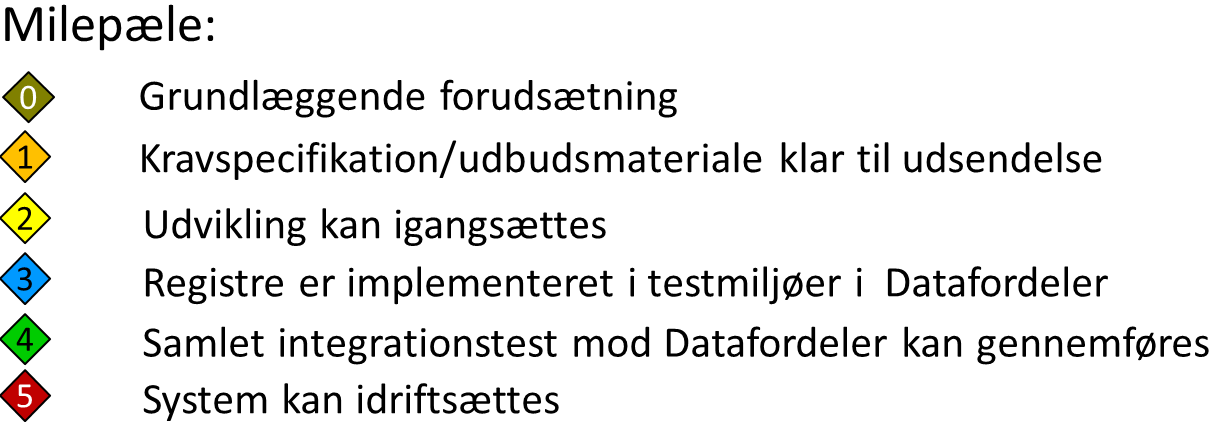 Milepæle:
0 Grundlæggende forudsætning
1 Kravspecifikation/udbudsmateriale klar til udsendelse
2 Udvikling kan igangsættes
3 Registre er implementeret i testmiljøer i Datafordeler
4 Samlet integrationstest mod Datafordeler kan gennemføres
5 System kan idriftsættes